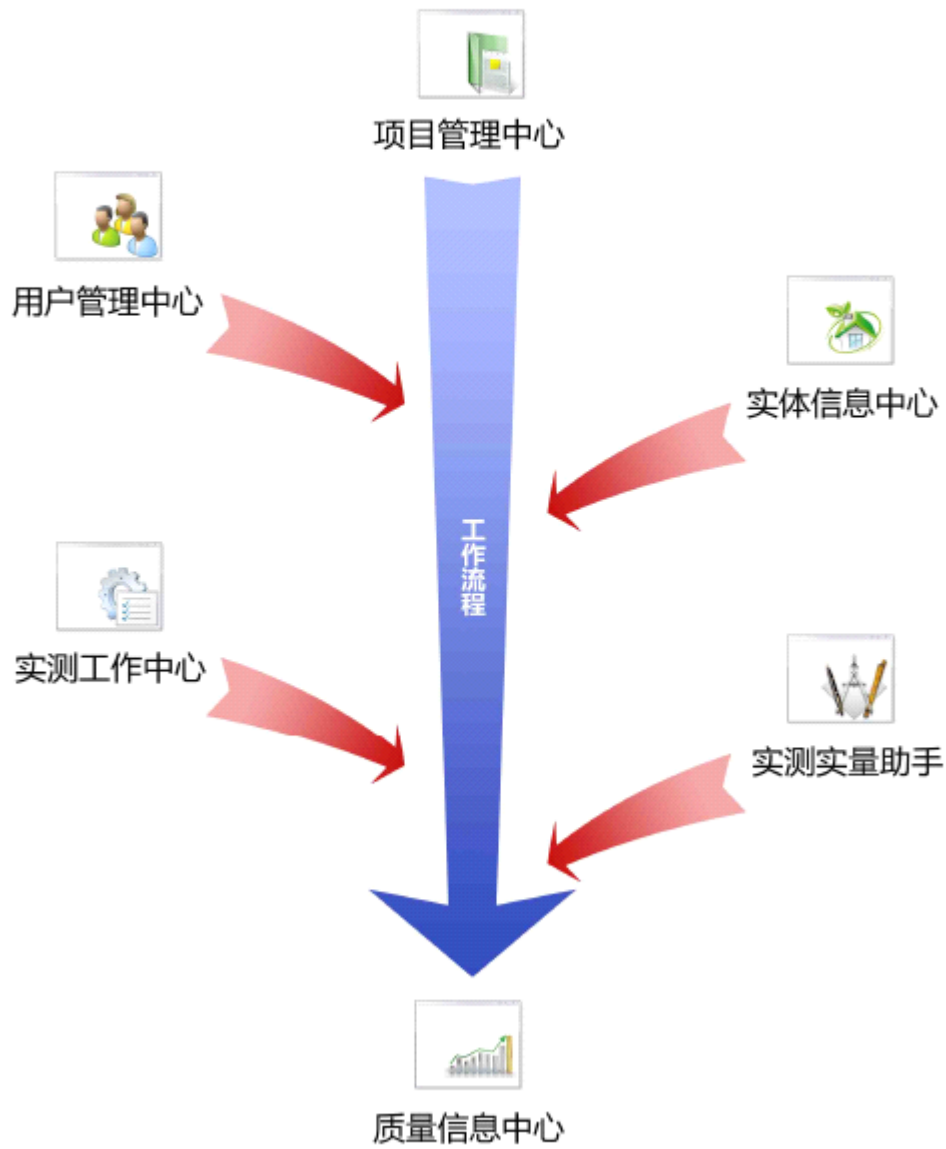 项目管理中心
用户管理中心
实体信息中心
工作流程
实测工作中心
实测实量助手
质量信息中心